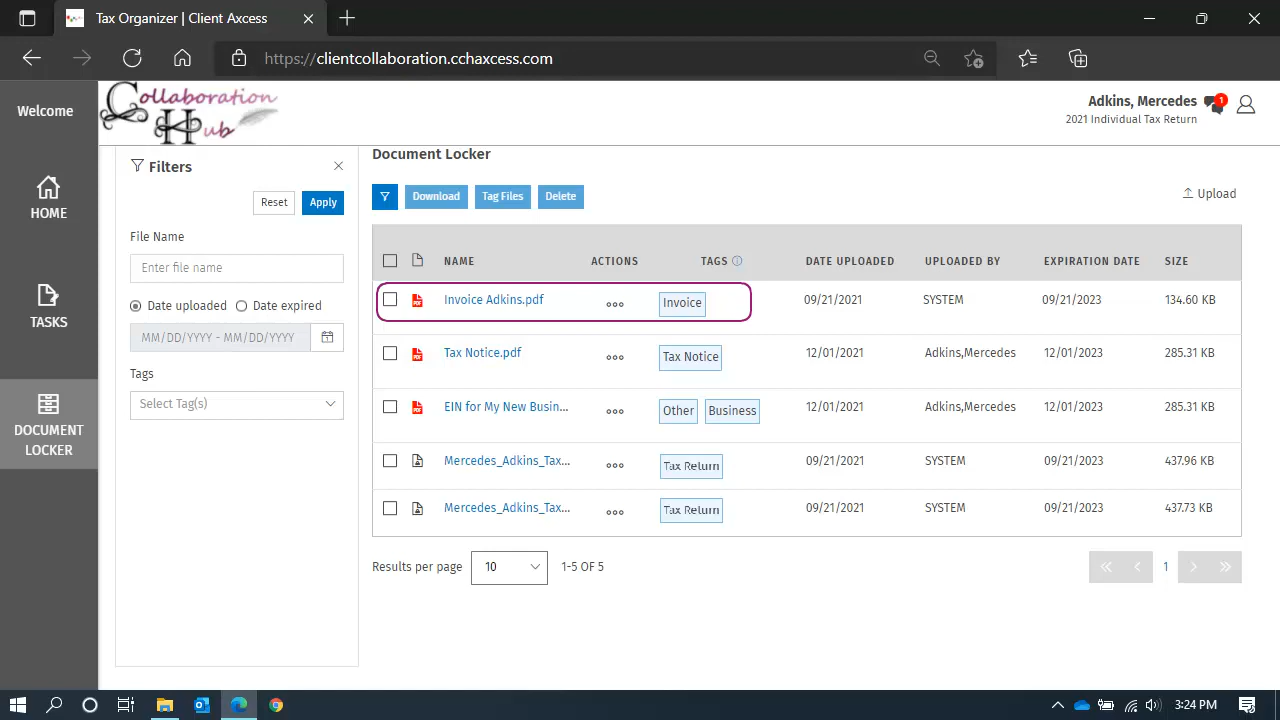 Tax Organizer | Client Axcess
https://clientcollaboration.cchaxcess.com
Welcome
Collaboration
Hub
Adkins, Mercedes
1
2021 Individual Tax Return
HOME
TASKS
DOCUMENT
LOCKER
Filters
Reset
Apply
File Name
Enter file name
Date uploaded
Date expired
MM/DD/YYYY - MM/DD/YYYY
Tags
Select Tag(s)
Document Locker
Download
Tag Files
Delete
Upload
NAME ACTIONS TAGS DATE UPLOADED UPLOADED BY EXPIRATION DATE SIZE
Invoice Adkins.pdf Invoice 09/21/2021 SYSTEM 09/21/2023 134.60 KB
Tax Notice.pdf Tax Notice 12/01/2021 Adkins,Mercedes 12/01/2023 285.31 KB
EIN for My New Busin... Other Business 12/01/2021 Adkins,Mercedes 12/01/2023 285.31 KB
Mercedes_Adkins_Tax... Tax Return 09/21/2021 SYSTEM 09/21/2023 437.96 KB
Mercedes_Adkins_Tax... Tax Return 09/21/2021 SYSTEM 09/21/2023 437.73 KB
Results per page 10 1-5 OF 5
1
3:24 PM